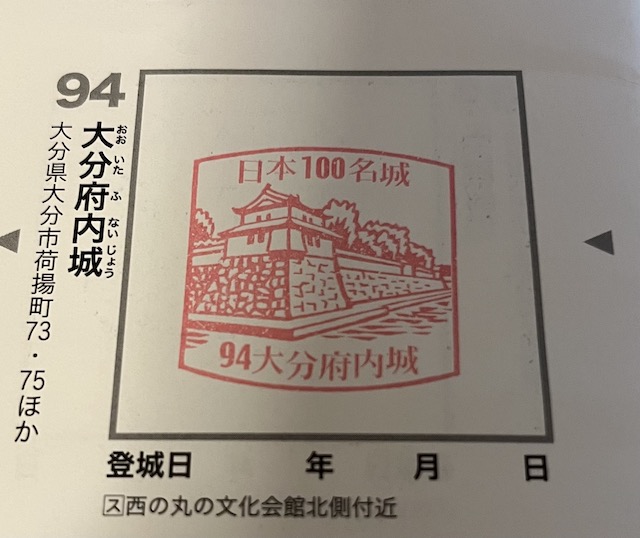 94
大分府内城
おおいたふないじょう
大分県大分市荷揚町73・75ほか
日本100名城
94大分府内城
登城日 年 月 日
ス西の丸の文化会館北側付近